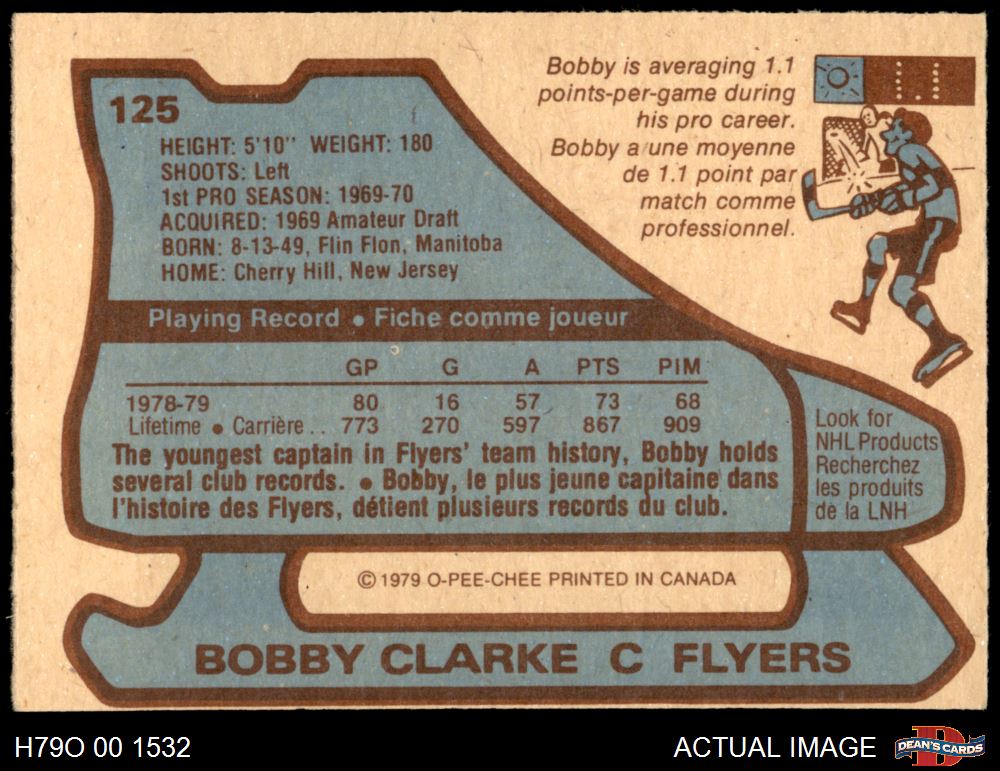 125
HEIGHT: 5'10" WEIGHT: 180
SHOOTS: Left
1st PRO SEASON: 1969-70
ACQUIRED: 1969 Amateur Draft
BORN: 8-13-49, Flin Flon, Manitoba
HOME: Cherry Hill, New Jersey
Bobby is averaging 1.1
points-per-game during
his pro career.
Bobby a une moyenne
de 1.1 point par
match comme
professionnel.
1.1
Playing Record • Fiche comme joueur
GP G A PTS PIM
1978-79 80 16 57 73 68
Lifetime • Carrière .. 773 270 597 867 909
The youngest captain in Flyers' team history, Bobby holds
several club records. • Bobby, le plus jeune capitaine dans
l'histoire des Flyers, détient plusieurs records du club.
Look for
NHL Products
Recherchez
les produits
de la LNH
© 1979 O-PEE-CHEE PRINTED IN CANADA
BOBBY CLARKE C FLYERS
H79O 00 1532
ACTUAL IMAGE
D
DEAN'S CARDS